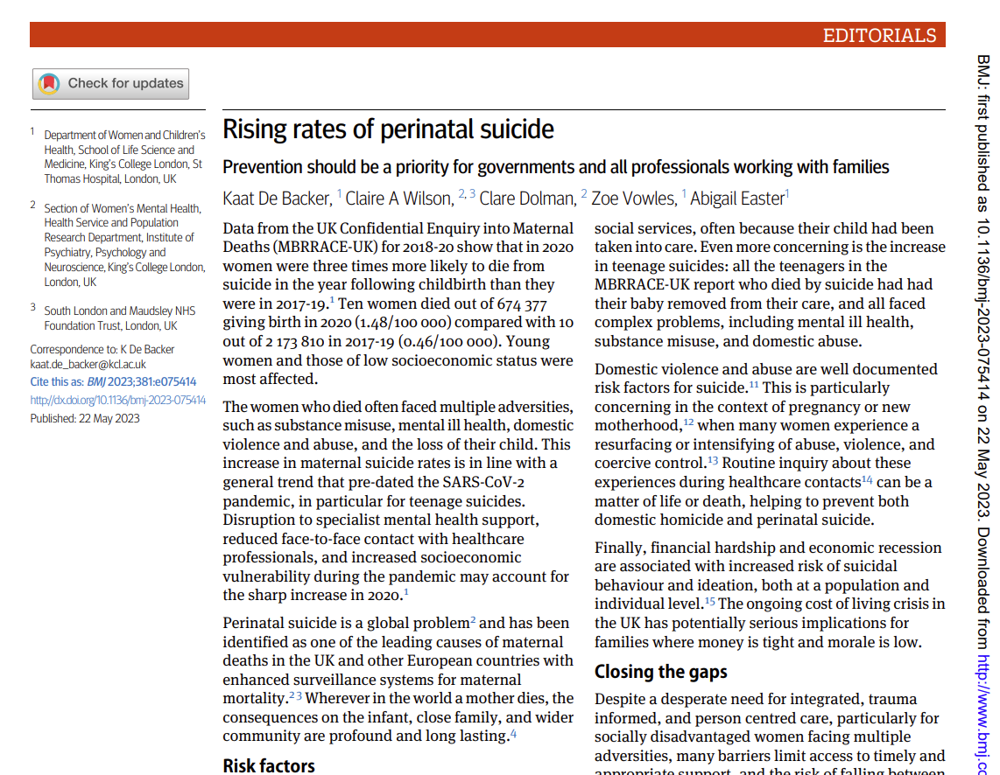 EDITORIALS
Check for updates
1 Department of Women and Children's
Health, School of Life Science and
Medicine, King's College London, St
Thomas Hospital, London, UK
2 Section of Women's Mental Health,
Health Service and Population
Research Department, Institute of
Psychiatry, Psychology and
Neuroscience, King's College London,
London, UK
3 South London and Maudsley NHS
Foundation Trust, London, UK
Correspondence to: K De Backer
kaat.de_backer@kcl.ac.uk
Cite this as: BMJ 2023;381:e075414
http://dx.doi.org/10.1136/bmj-2023-075414
Published: 22 May 2023
Rising rates of perinatal suicide
Prevention should be a priority for governments and all professionals working with families
Kaat De Backer, 1 Claire A Wilson, 2, 3 Clare Dolman, 2 Zoe Vowles, 1 Abigail Easter1
Data from the UK Confidential Enquiry into Maternal
Deaths (MBRRACE-UK) for 2018-20 show that in 2020
women were three times more likely to die from
suicide in the year following childbirth than they
were in 2017-19.1 Ten women died out of 674 377
giving birth in 2020 (1.48/100 000) compared with 10
out of 2 173 810 in 2017-19 (0.46/100 000). Young
women and those of low socioeconomic status were
most affected.
The women who died often faced multiple adversities,
such as substance misuse, mental ill health, domestic
violence and abuse, and the loss of their child. This
increase in maternal suicide rates is in line with a
general trend that pre-dated the SARS-CoV-2
pandemic, in particular for teenage suicides.
Disruption to specialist mental health support,
reduced face-to-face contact with healthcare
professionals, and increased socioeconomic
vulnerability during the pandemic may account for
the sharp increase in 2020.1
Perinatal suicide is a global problem2 and has been
identified as one of the leading causes of maternal
deaths in the UK and other European countries with
enhanced surveillance systems for maternal
mortality.2 3 Wherever in the world a mother dies, the
consequences on the infant, close family, and wider
community are profound and long lasting.4
Risk factors
social services, often because their child had been
taken into care. Even more concerning is the increase
in teenage suicides: all the teenagers in the
MBRRACE-UK report who died by suicide had had
their baby removed from their care, and all faced
complex problems, including mental ill health,
substance misuse, and domestic abuse.
Domestic violence and abuse are well documented
risk factors for suicide.11 This is particularly
concerning in the context of pregnancy or new
motherhood,12 when many women experience a
resurfacing or intensifying of abuse, violence, and
coercive control.13 Routine inquiry about these
experiences during healthcare contacts14 can be a
matter of life or death, helping to prevent both
domestic homicide and perinatal suicide.
Finally, financial hardship and economic recession
are associated with increased risk of suicidal
behaviour and ideation, both at a population and
individual level.15 The ongoing cost of living crisis in
the UK has potentially serious implications for
families where money is tight and morale is low.
Closing the gaps
Despite a desperate need for integrated, trauma
informed, and person centred care, particularly for
socially disadvantaged women facing multiple
adversities, many barriers limit access to timely and
appropriate support, and the risk of falling between
BMJ: first published as 10.1136/bmj-2023-075414 on 22 May 2023. Downloaded from http://www.bmj.co